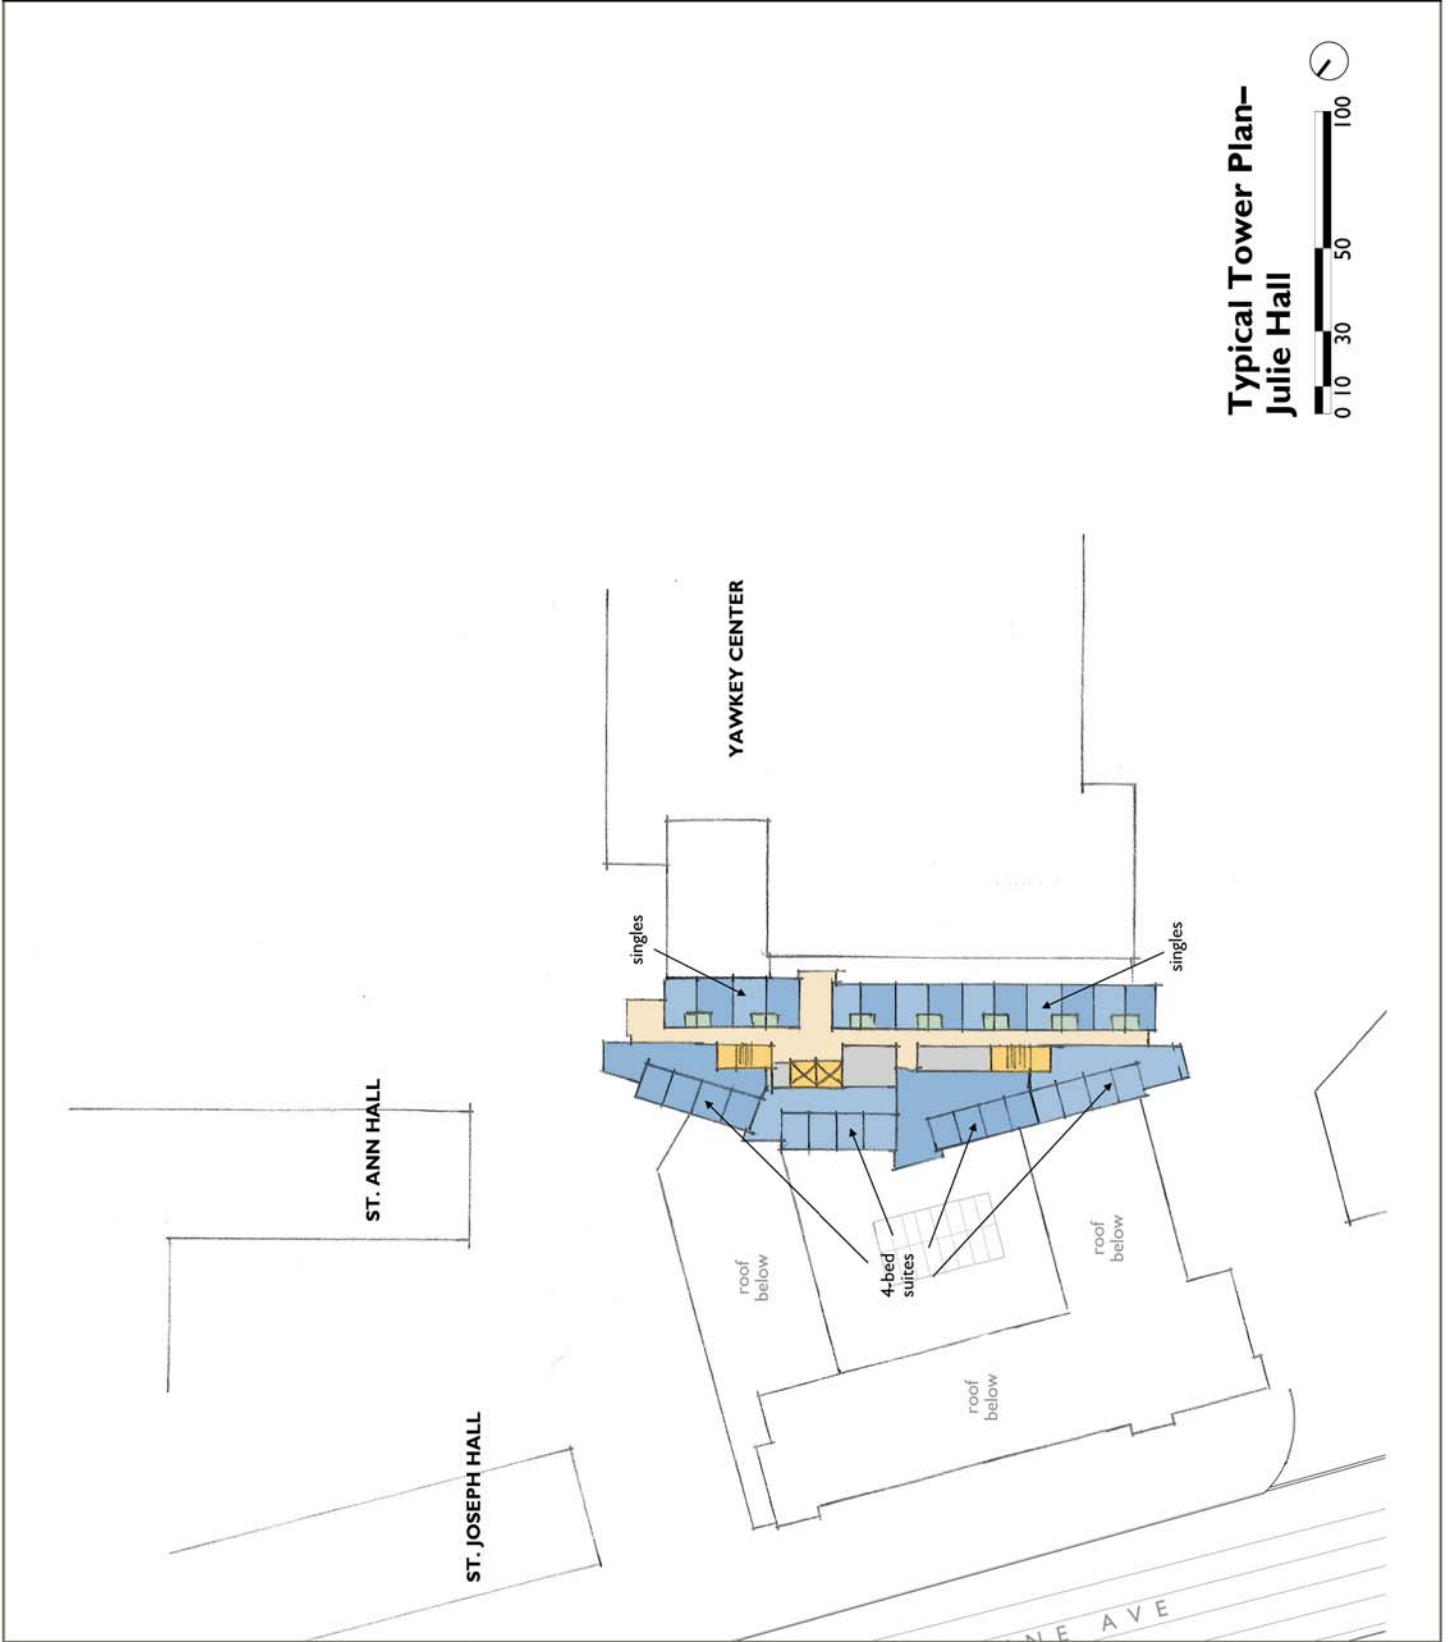 ST. JOSEPH HALL
ST. ANN HALL
YAWKEY CENTER
singles
singles
4-bed
suites
roof
below
roof
below
roof
below
NE AVE
Typical Tower Plan–
Julie Hall
0 10 30 50 100